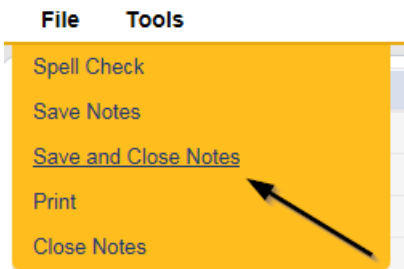 File Tools
Spell Check
Save Notes
Save and Close Notes
Print
Close Notes